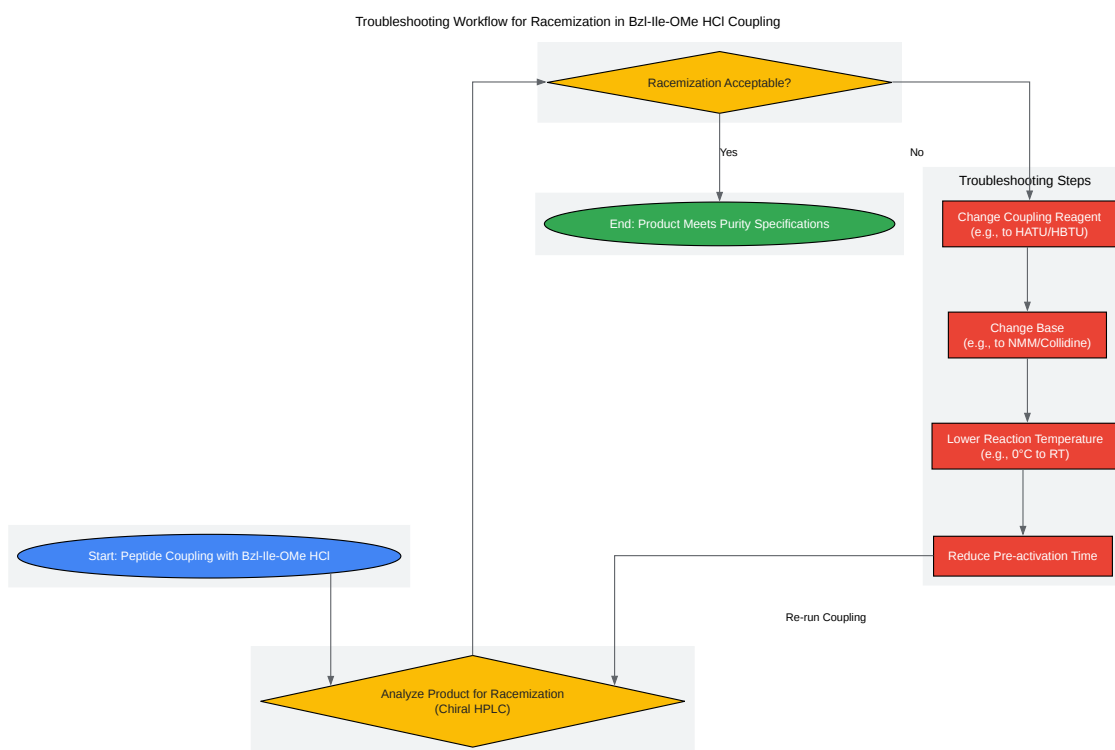 Troubleshooting Workflow for Racemization in Bzl-Ile-OMe HCl Coupling
Racemization Acceptable?
Yes
No
End: Product Meets Purity Specifications
Troubleshooting Steps
Change Coupling Reagent
(e.g., to HATU/HBTU)
Change Base
(e.g., to NMM/Collidine)
Lower Reaction Temperature
(e.g., 0°C to RT)
Start: Peptide Coupling with Bzl-Ile-OMe HCl
Reduce Pre-activation Time
Re-run Coupling
Analyze Product for Racemization
(Chiral HPLC)